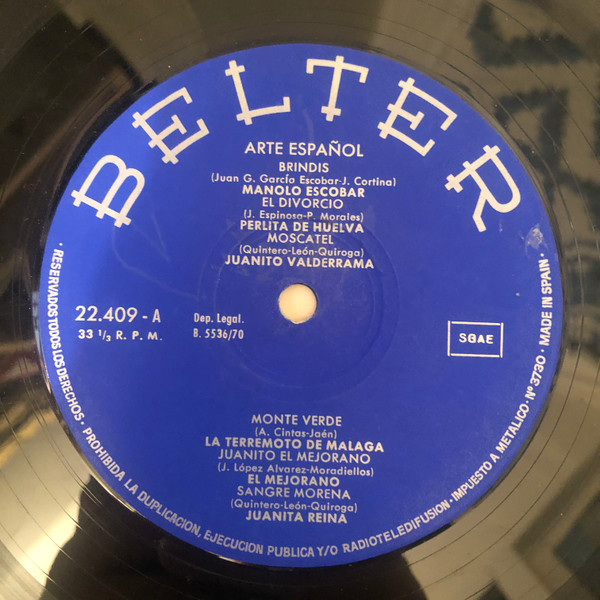 BELTER
ARTE ESPAÑOL
BRINDIS
(Juan G. García Escobar-J. Cortina)
MANOLO ESCOBAR
EL DIVORCIO
(J. Espinosa-P. Morales)
PERLITA DE HUELVA
MOSCATEL
(Quintero-León-Quiroga)
JUANITO VALDERRAMA
22.409 - A
33 1/3 R. P. M.
Dep. Legal.
B. 5536/70
SGAE
MONTE VERDE
(A. Cintas-Jaén)
LA TERREMOTO DE MALAGA
JUANITO EL MEJORANO
(J. López Alvarez-Moradiellos)
EL MEJORANO
SANGRE MORENA
(Quintero-León-Quiroga)
JUANITA REINA
· RESERVADOS TODOS LOS DERECHOS · PROHIBIDA LA DUPLICACION, EJECUCION PUBLICA Y/O RADIOTELEDIFUSION · IMPUESTO A METALICO · Nº 3730 · MADE IN SPAIN ·